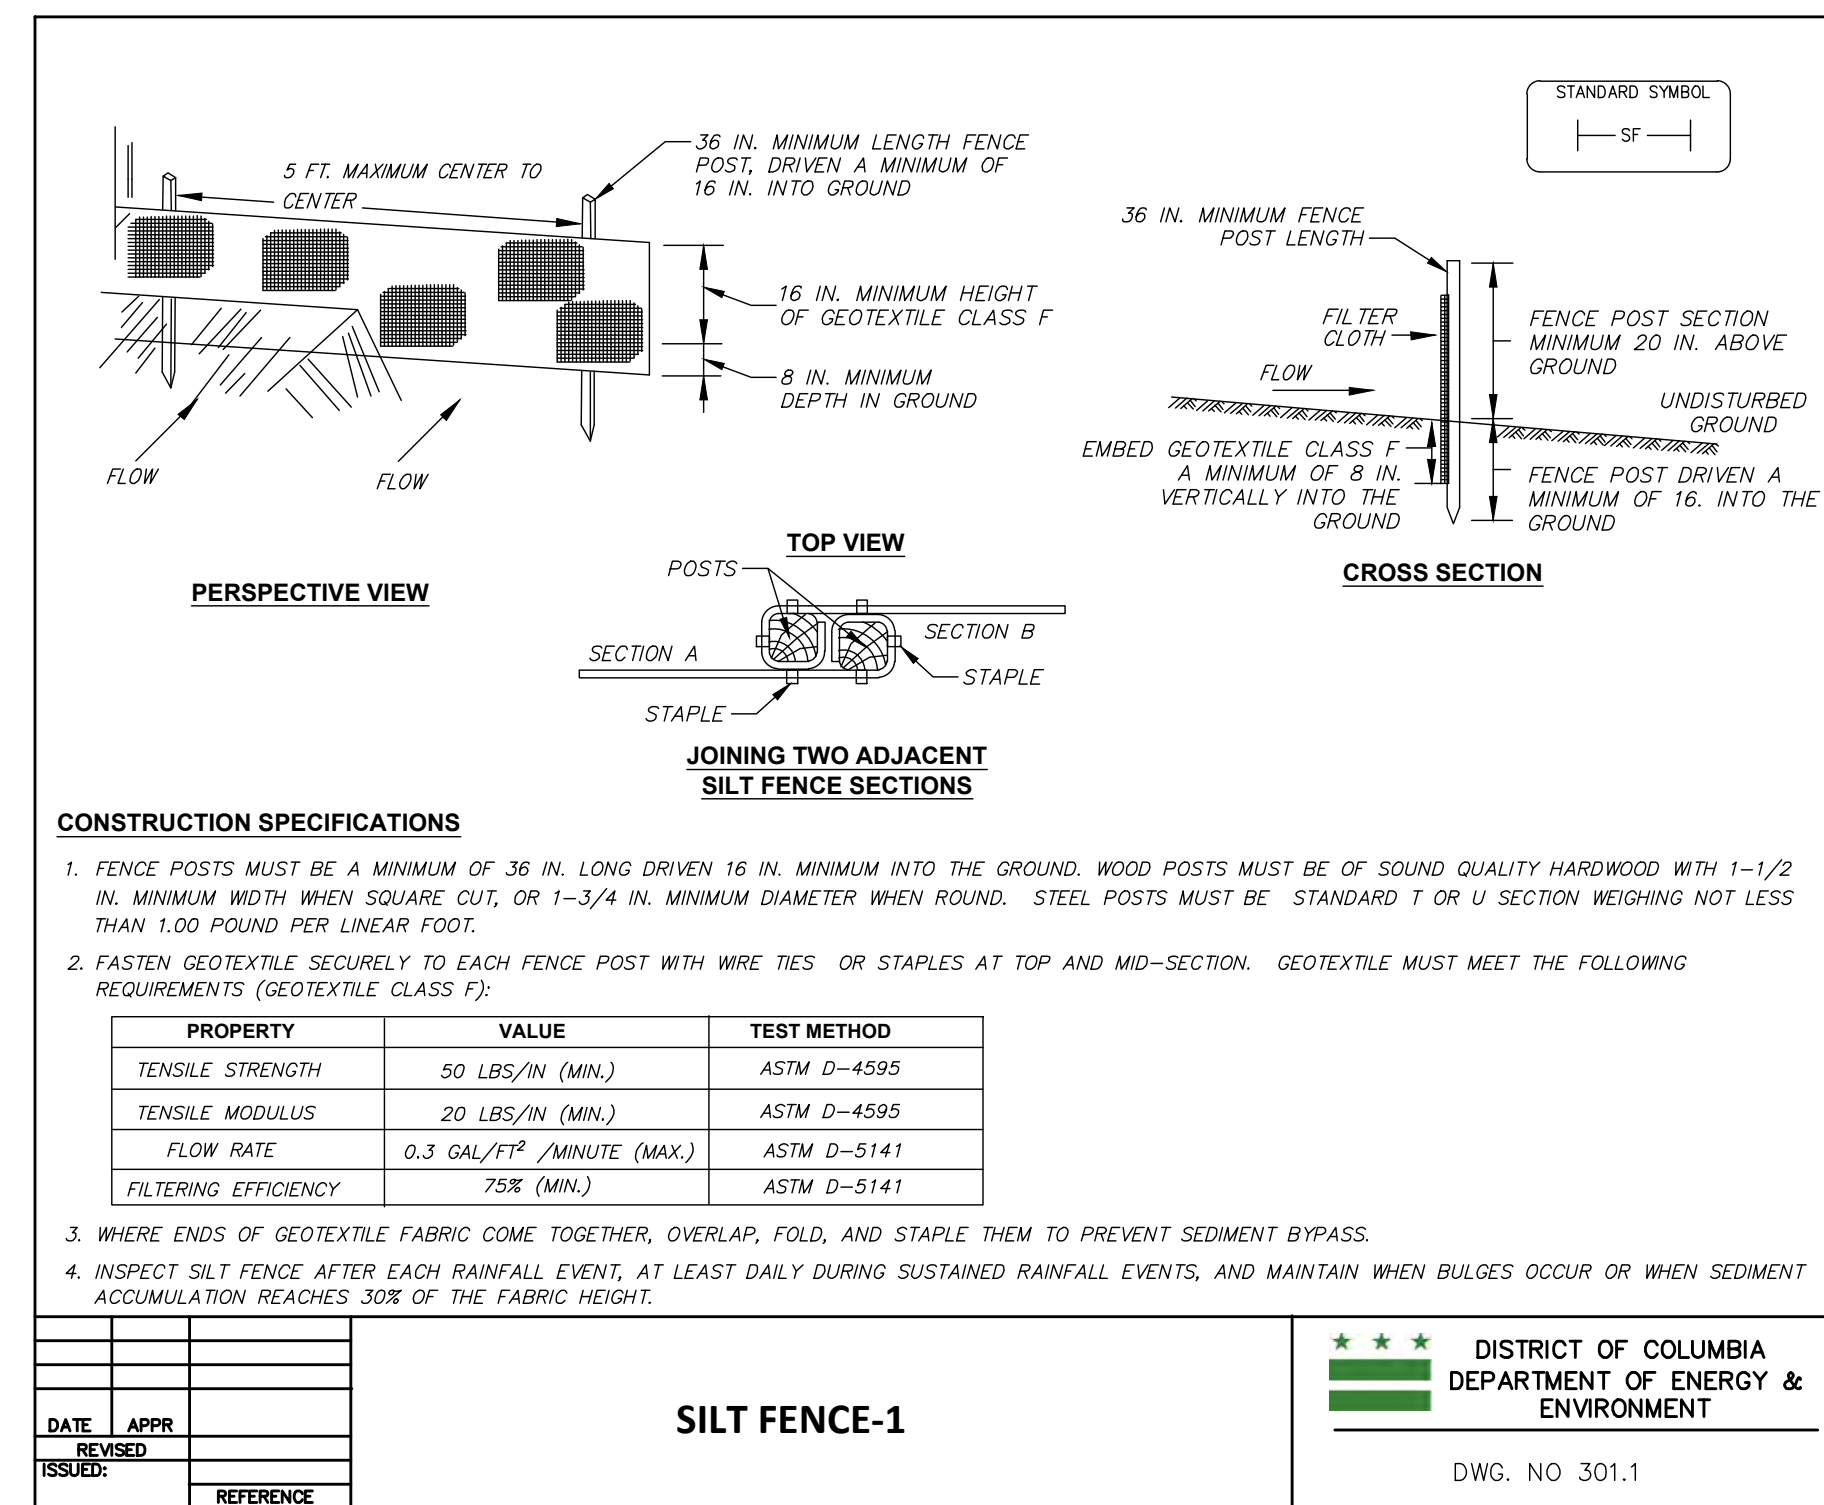 STANDARD SYMBOL
SF
5 FT. MAXIMUM CENTER TO
CENTER
36 IN. MINIMUM LENGTH FENCE
POST, DRIVEN A MINIMUM OF
16 IN. INTO GROUND
16 IN. MINIMUM HEIGHT
OF GEOTEXTILE CLASS F
8 IN. MINIMUM
DEPTH IN GROUND
FLOW
FLOW
PERSPECTIVE VIEW
36 IN. MINIMUM FENCE
POST LENGTH
FILTER
CLOTH
FLOW
FENCE POST SECTION
MINIMUM 20 IN. ABOVE
GROUND
UNDISTURBED
GROUND
EMBED GEOTEXTILE CLASS F
A MINIMUM OF 8 IN.
VERTICALLY INTO THE
GROUND
FENCE POST DRIVEN A
MINIMUM OF 16. INTO THE
GROUND
CROSS SECTION
TOP VIEW
POSTS
SECTION A
SECTION B
STAPLE
STAPLE
JOINING TWO ADJACENT
SILT FENCE SECTIONS
CONSTRUCTION SPECIFICATIONS
1. FENCE POSTS MUST BE A MINIMUM OF 36 IN. LONG DRIVEN 16 IN. MINIMUM INTO THE GROUND. WOOD POSTS MUST BE OF SOUND QUALITY HARDWOOD WITH 1-1/2
IN. MINIMUM WIDTH WHEN SQUARE CUT, OR 1-3/4 IN. MINIMUM DIAMETER WHEN ROUND. STEEL POSTS MUST BE STANDARD T OR U SECTION WEIGHING NOT LESS
THAN 1.00 POUND PER LINEAR FOOT.
2. FASTEN GEOTEXTILE SECURELY TO EACH FENCE POST WITH WIRE TIES OR STAPLES AT TOP AND MID-SECTION. GEOTEXTILE MUST MEET THE FOLLOWING
REQUIREMENTS (GEOTEXTILE CLASS F):
PROPERTY VALUE TEST METHOD
TENSILE STRENGTH 50 LBS/IN (MIN.) ASTM D-4595
TENSILE MODULUS 20 LBS/IN (MIN.) ASTM D-4595
FLOW RATE 0.3 GAL/FT² /MINUTE (MAX.) ASTM D-5141
FILTERING EFFICIENCY 75% (MIN.) ASTM D-5141
3. WHERE ENDS OF GEOTEXTILE FABRIC COME TOGETHER, OVERLAP, FOLD, AND STAPLE THEM TO PREVENT SEDIMENT BYPASS.
4. INSPECT SILT FENCE AFTER EACH RAINFALL EVENT, AT LEAST DAILY DURING SUSTAINED RAINFALL EVENTS, AND MAINTAIN WHEN BULGES OCCUR OR WHEN SEDIMENT
ACCUMULATION REACHES 30% OF THE FABRIC HEIGHT.
DATE APPR
REVISED
ISSUED:
REFERENCE
SILT FENCE-1
DISTRICT OF COLUMBIA
DEPARTMENT OF ENERGY &
ENVIRONMENT
DWG. NO 301.1